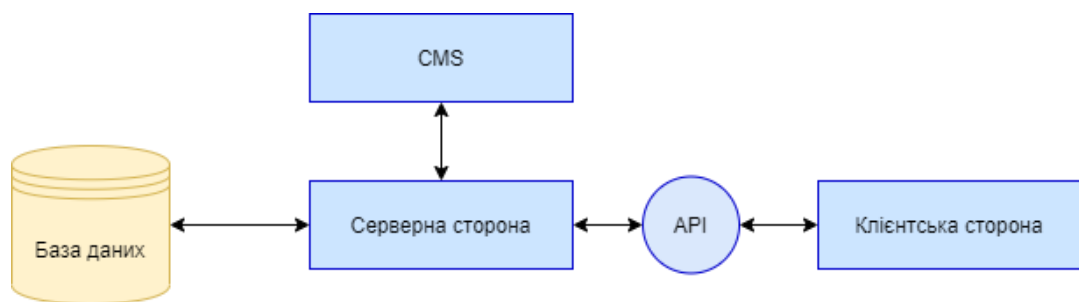 CMS
База даних
Серверна сторона
API
Клієнтська сторона